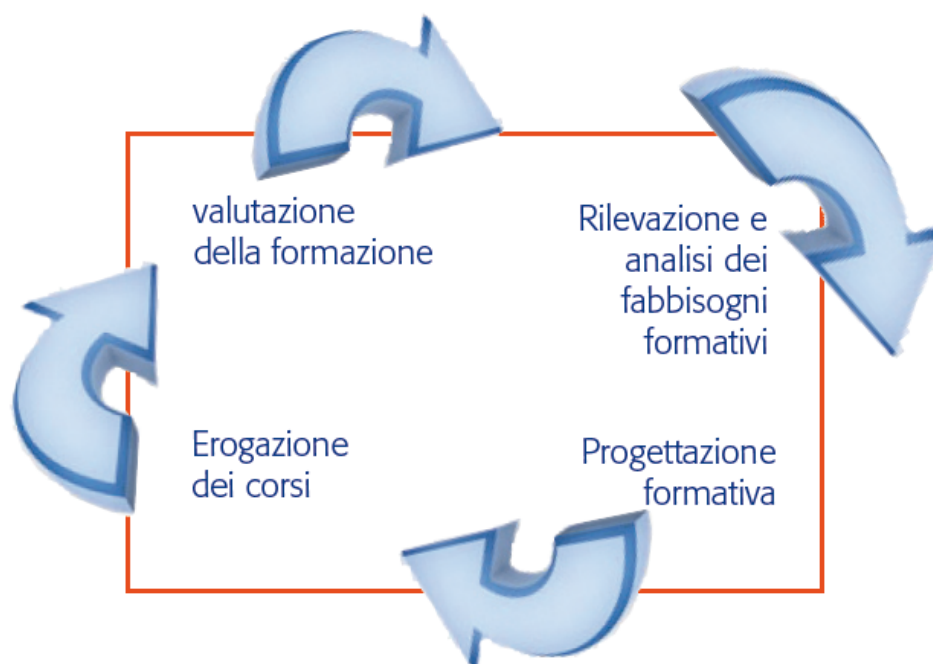 valutazione
della formazione
Rilevazione e
analisi dei
fabbisogni
formativi
Erogazione
dei corsi
Progettazione
formativa